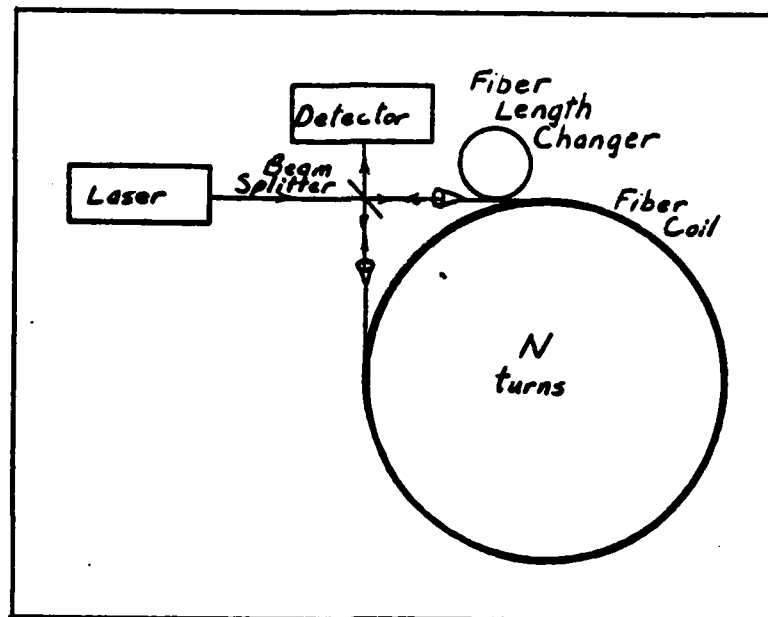 Fiber
Length
Changer
Detector
Beam
Splitter
Laser
Fiber
Coil
N
turns